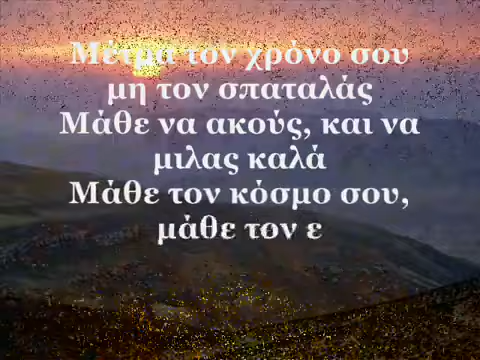 Μέτρα τον χρόνο σου
μη τον σπαταλάς
Μάθε να ακούς, και να
μιλας καλά
Μάθε τον κόσμο σου,
μάθε τον ε